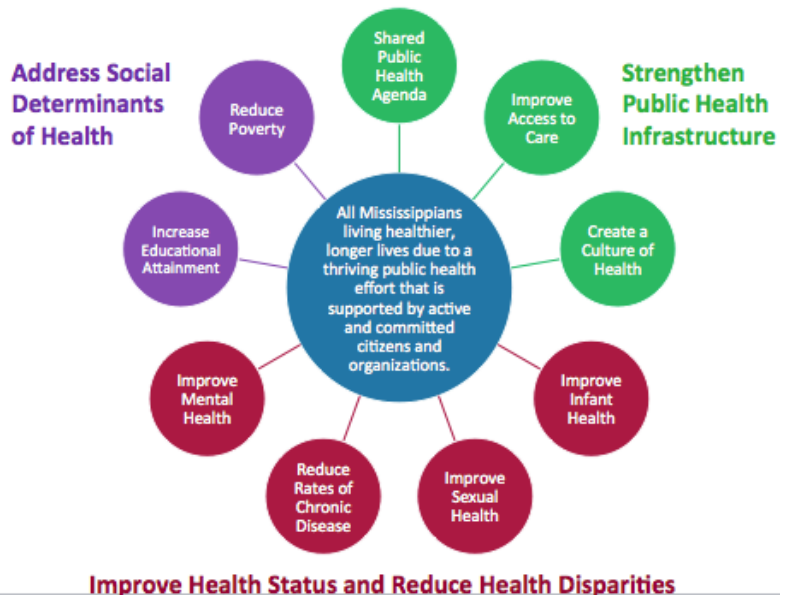 Address Social
Determinants
of Health
Strengthen
Public Health
Infrastructure
Shared
Public
Health
Agenda
Improve
Access to
Care
Create a
Culture of
Health
Improve
Infant
Health
Improve
Sexual
Health
Reduce
Rates of
Chronic
Disease
Improve
Mental
Health
Increase
Educational
Attainment
Reduce
Poverty
All Mississippians
living healthier,
longer lives due to a
thriving public health
effort that is
supported by active
and committed
citizens and
organizations.
Improve Health Status and Reduce Health Disparities